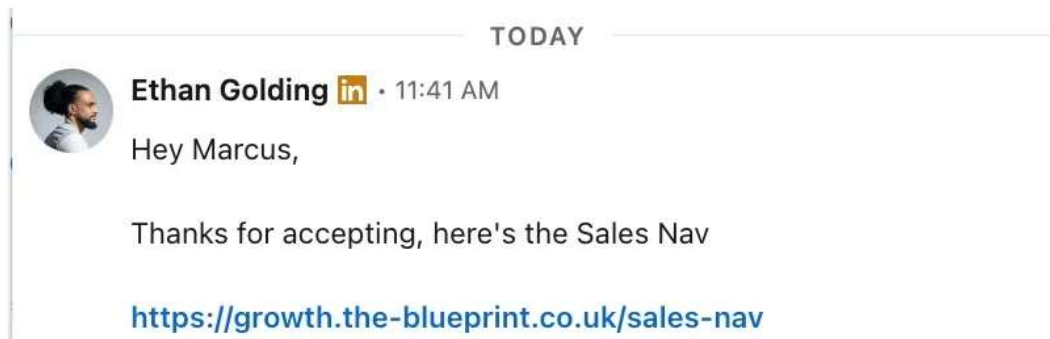 TODAY
Ethan Golding in • 11:41 AM
Hey Marcus,
Thanks for accepting, here's the Sales Nav
https://growth.the-blueprint.co.uk/sales-nav